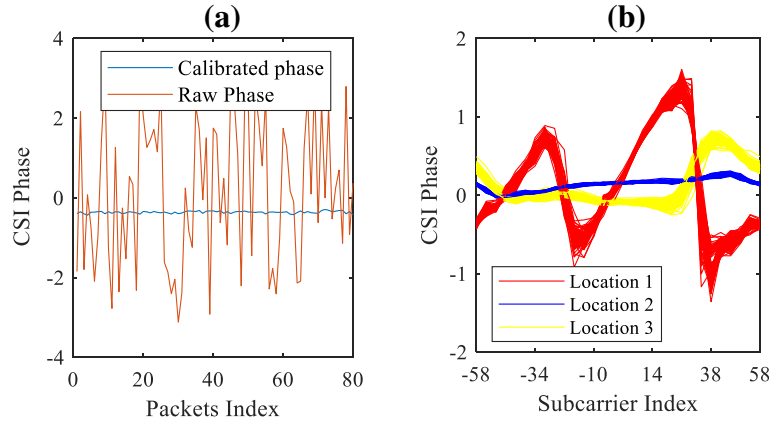 (a)
4
2
0
-2
-4
CSI Phase
Calibrated phase
Raw Phase
0
20
40
60
80
Packets Index
(b)
2
1
0
-1
-2
CSI Phase
Location 1
Location 2
Location 3
-58
-34
-10
14
38
58
Subcarrier Index